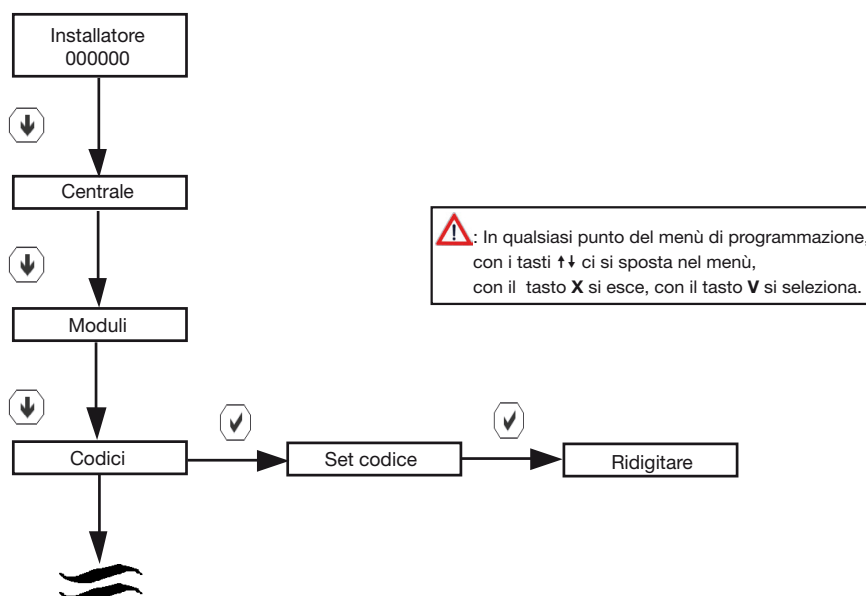 Installatore
000000
Centrale
: In qualsiasi punto del menù di programmazione,
con i tasti ↑↓ ci si sposta nel menù,
con il tasto X si esce, con il tasto V si seleziona.
Moduli
Codici
Set codice
Ridigitare